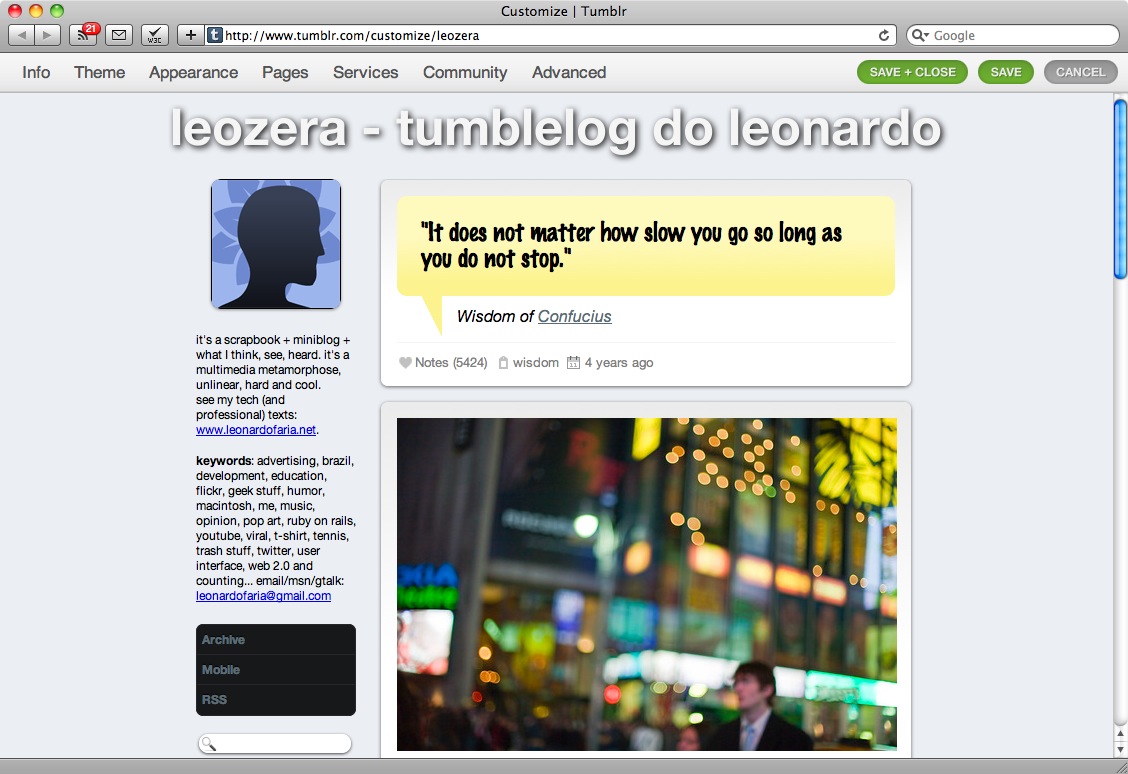 Customize | Tumblr
21
W3C
http://www.tumblr.com/customize/leozera
Google
Info Theme Appearance Pages Services Community Advanced
SAVE + CLOSE SAVE CANCEL
leozera - tumblelog do leonardo
"It does not matter how slow you go so long as
you do not stop."
Wisdom of Confucius
Notes (5424) wisdom 4 years ago
it's a scrapbook + miniblog +
what I think, see, heard. it's a
multimedia metamorphose,
unlinear, hard and cool.
see my tech (and
professional) texts:
www.leonardofaria.net.
keywords: advertising, brazil,
development, education,
flickr, geek stuff, humor,
macintosh, me, music,
opinion, pop art, ruby on rails,
youtube, viral, t-shirt, tennis,
trash stuff, twitter, user
interface, web 2.0 and
counting... email/msn/gtalk:
leonardofaria@gmail.com
NOKIA
Archive
Mobile
RSS